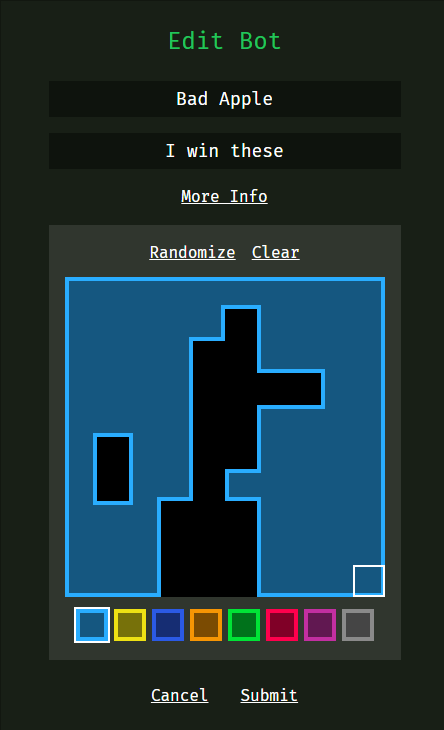 Edit Bot
Bad Apple
I win these
More Info
Randomize Clear
Cancel Submit